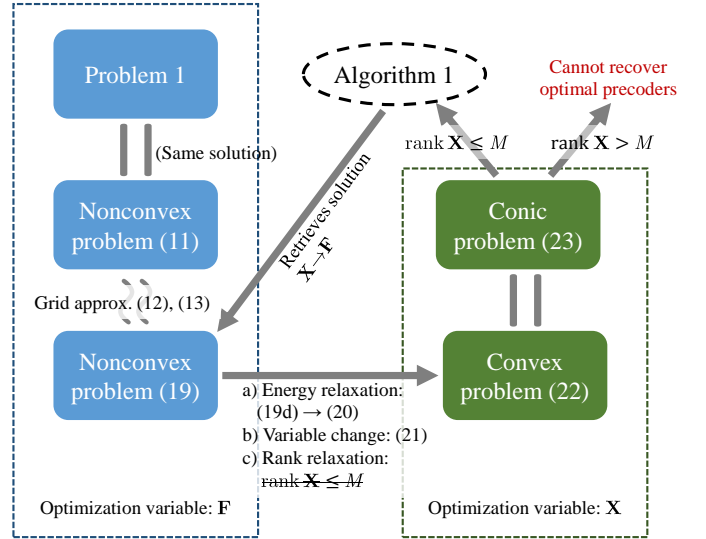 Problem 1
(Same solution)
Nonconvex
problem (11)
Grid approx. (12), (13)
Nonconvex
problem (19)
Optimization variable: F
Algorithm 1
Retrieves solution
X→F
a) Energy relaxation:
(19d) → (20)
b) Variable change: (21)
c) Rank relaxation:
rank X ≤ M
Cannot recover
optimal precoders
rank X ≤ M
rank X > M
Conic
problem (23)
Convex
problem (22)
Optimization variable: X